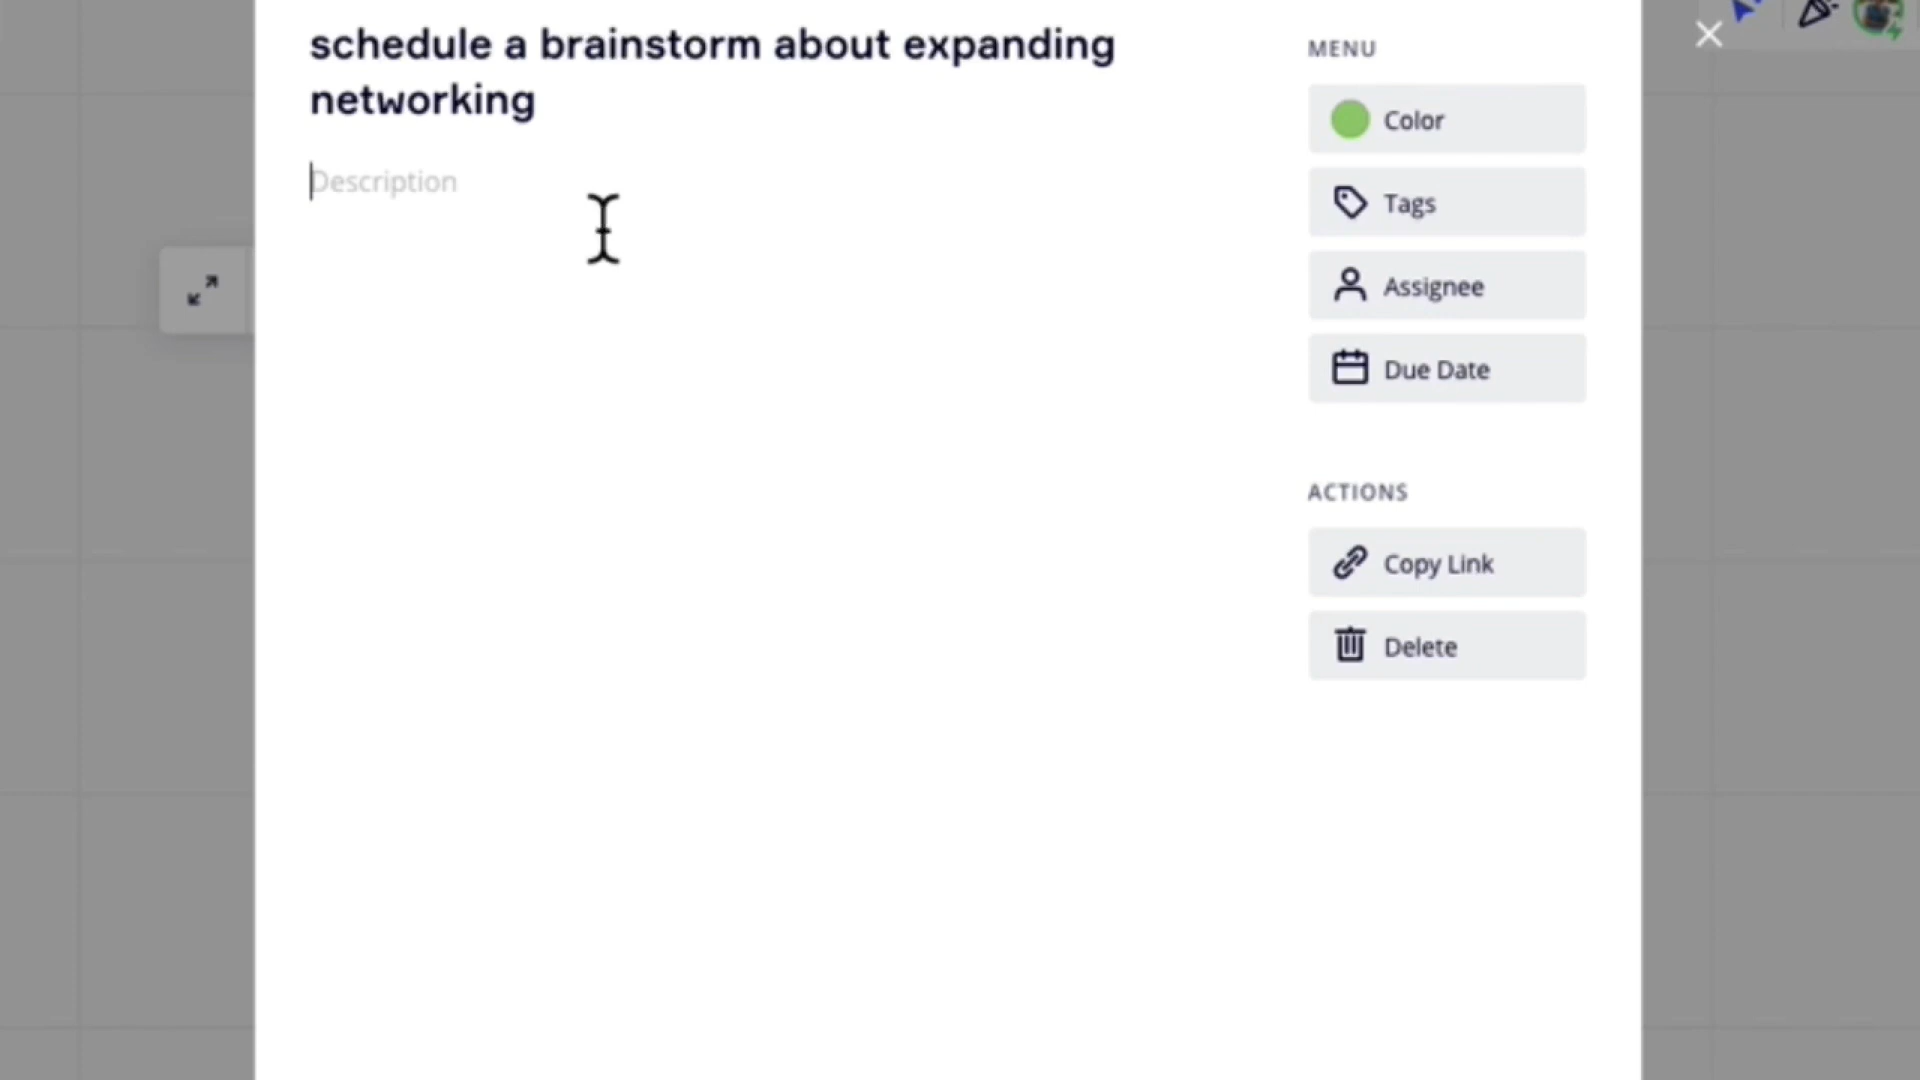 schedule a brainstorm about expanding
networking
Description
MENU
Color
Tags
Assignee
Due Date
ACTIONS
Copy Link
Delete